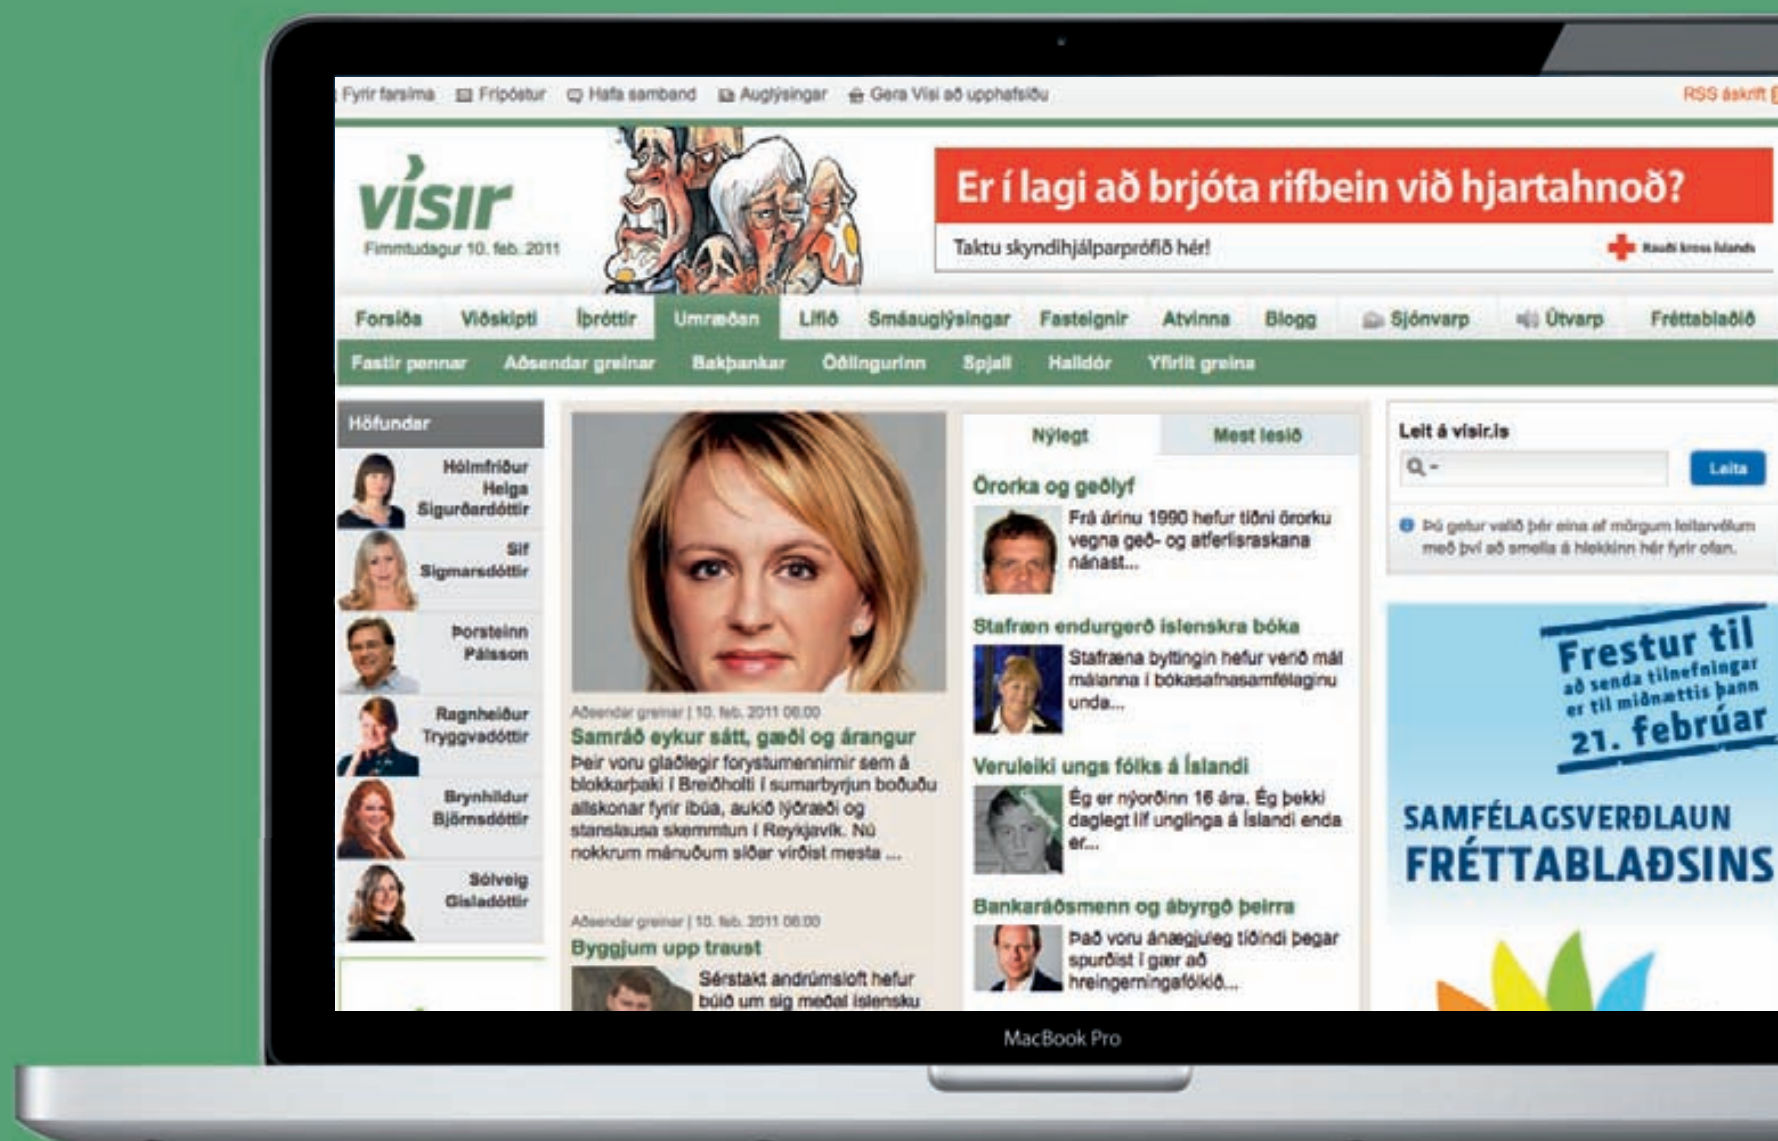 Fyrir farsíma Frípóstur Hafa samband Auglýsingar Gera Vísi að upphafsíðu RSS áskrift
vísir
Fimmtudagur 10. feb. 2011
Er í lagi að brjóta rifbein við hjartahnoð?
Taktu skyndihjálparprófið hér!
Rauði kross Íslands
Forsíða Viðskipti Íþróttir Umræðan Lífið Smáauglýsingar Fasteignir Atvinna Blogg Sjónvarp Útvarp Fréttablaðið
Fastir pennar Aðsendar greinar Bakþankar Öðlingurinn Spjall Halldór Yfirlit greina
Höfundar
Hólmfríður
Helga
Sigurðardóttir
Sif
Sigmarsdóttir
Þorsteinn
Pálsson
Ragnheiður
Tryggvadóttir
Brynhildur
Björnsdóttir
Sólveig
Gísladóttir
Aðsendar greinar | 10. feb. 2011 06:00
Samráð eykur sátt, gæði og árangur
Þeir voru glaðlegir forystumennirnir sem á
blokkarþaki í Breiðholti í sumarbyrjun boðuðu
allskonar fyrir íbúa, aukið lýðræði og
stanslausa skemmtun í Reykjavík. Nú
nokkrum mánuðum síðar virðist mesta ...
Aðsendar greinar | 10. feb. 2011 06:00
Byggjum upp traust
Sérstakt andrúmsloft hefur
búið um sig meðal íslensku
Nýlegt Mest lesið
Örorka og geðlyf
Frá árinu 1990 hefur tíðni örorku
vegna geð- og atferlisraskana
nánast...
Stafræn endurgerð íslenskra bóka
Stafræna byltingin hefur verið mál
málanna í bókasafnasamfélaginu
unda...
Veruleiki ungs fólks á Íslandi
Ég er nýorðinn 16 ára. Ég þekki
daglegt líf unglinga á Íslandi enda
er...
Bankaráðsmenn og ábyrgð þeirra
Það voru ánægjuleg tíðindi þegar
spurðist í gær að
hreingerningafólkið...
Leit á vísir.is
Leita
Þú getur valið þér eina af mörgum leitarvélum
með því að smella á hlekkinn hér fyrir ofan.
Frestur til
að senda tilnefningar
er til miðnættis þann
21. febrúar
SAMFÉLAGSVERÐLAUN
FRÉTTABLAÐSINS
MacBook Pro